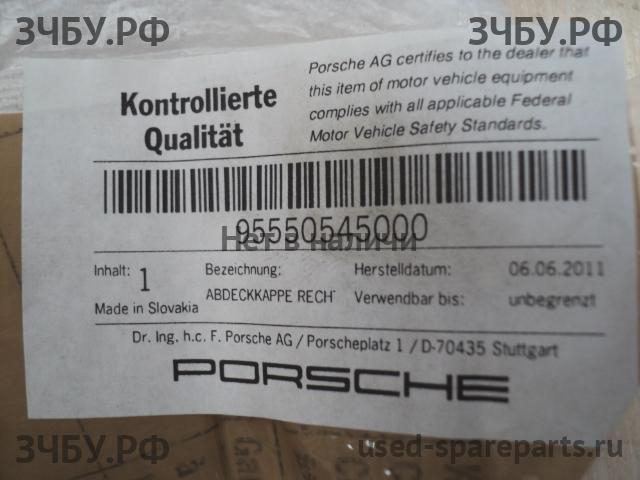 ЗЧБУ.РФ
ЗЧБУ.РФ
Kontrollierte
Qualität
Porsche AG certifies to the dealer that
this item of motor vehicle equipment
complies with all applicable Federal
Motor Vehicle Safety Standards.
95550545000
Нет в наличии
Inhalt: 1
Made in Slovakia
Bezeichnung:
ABDECKKAPPE RECHT
Herstelldatum: 06.06.2011
Verwendbar bis: unbegrenzt
Dr. Ing. h.c. F. Porsche AG / Porscheplatz 1 / D-70435 Stuttgart
PORSCHE
ЗЧБУ.РФ
used-spareparts.ru